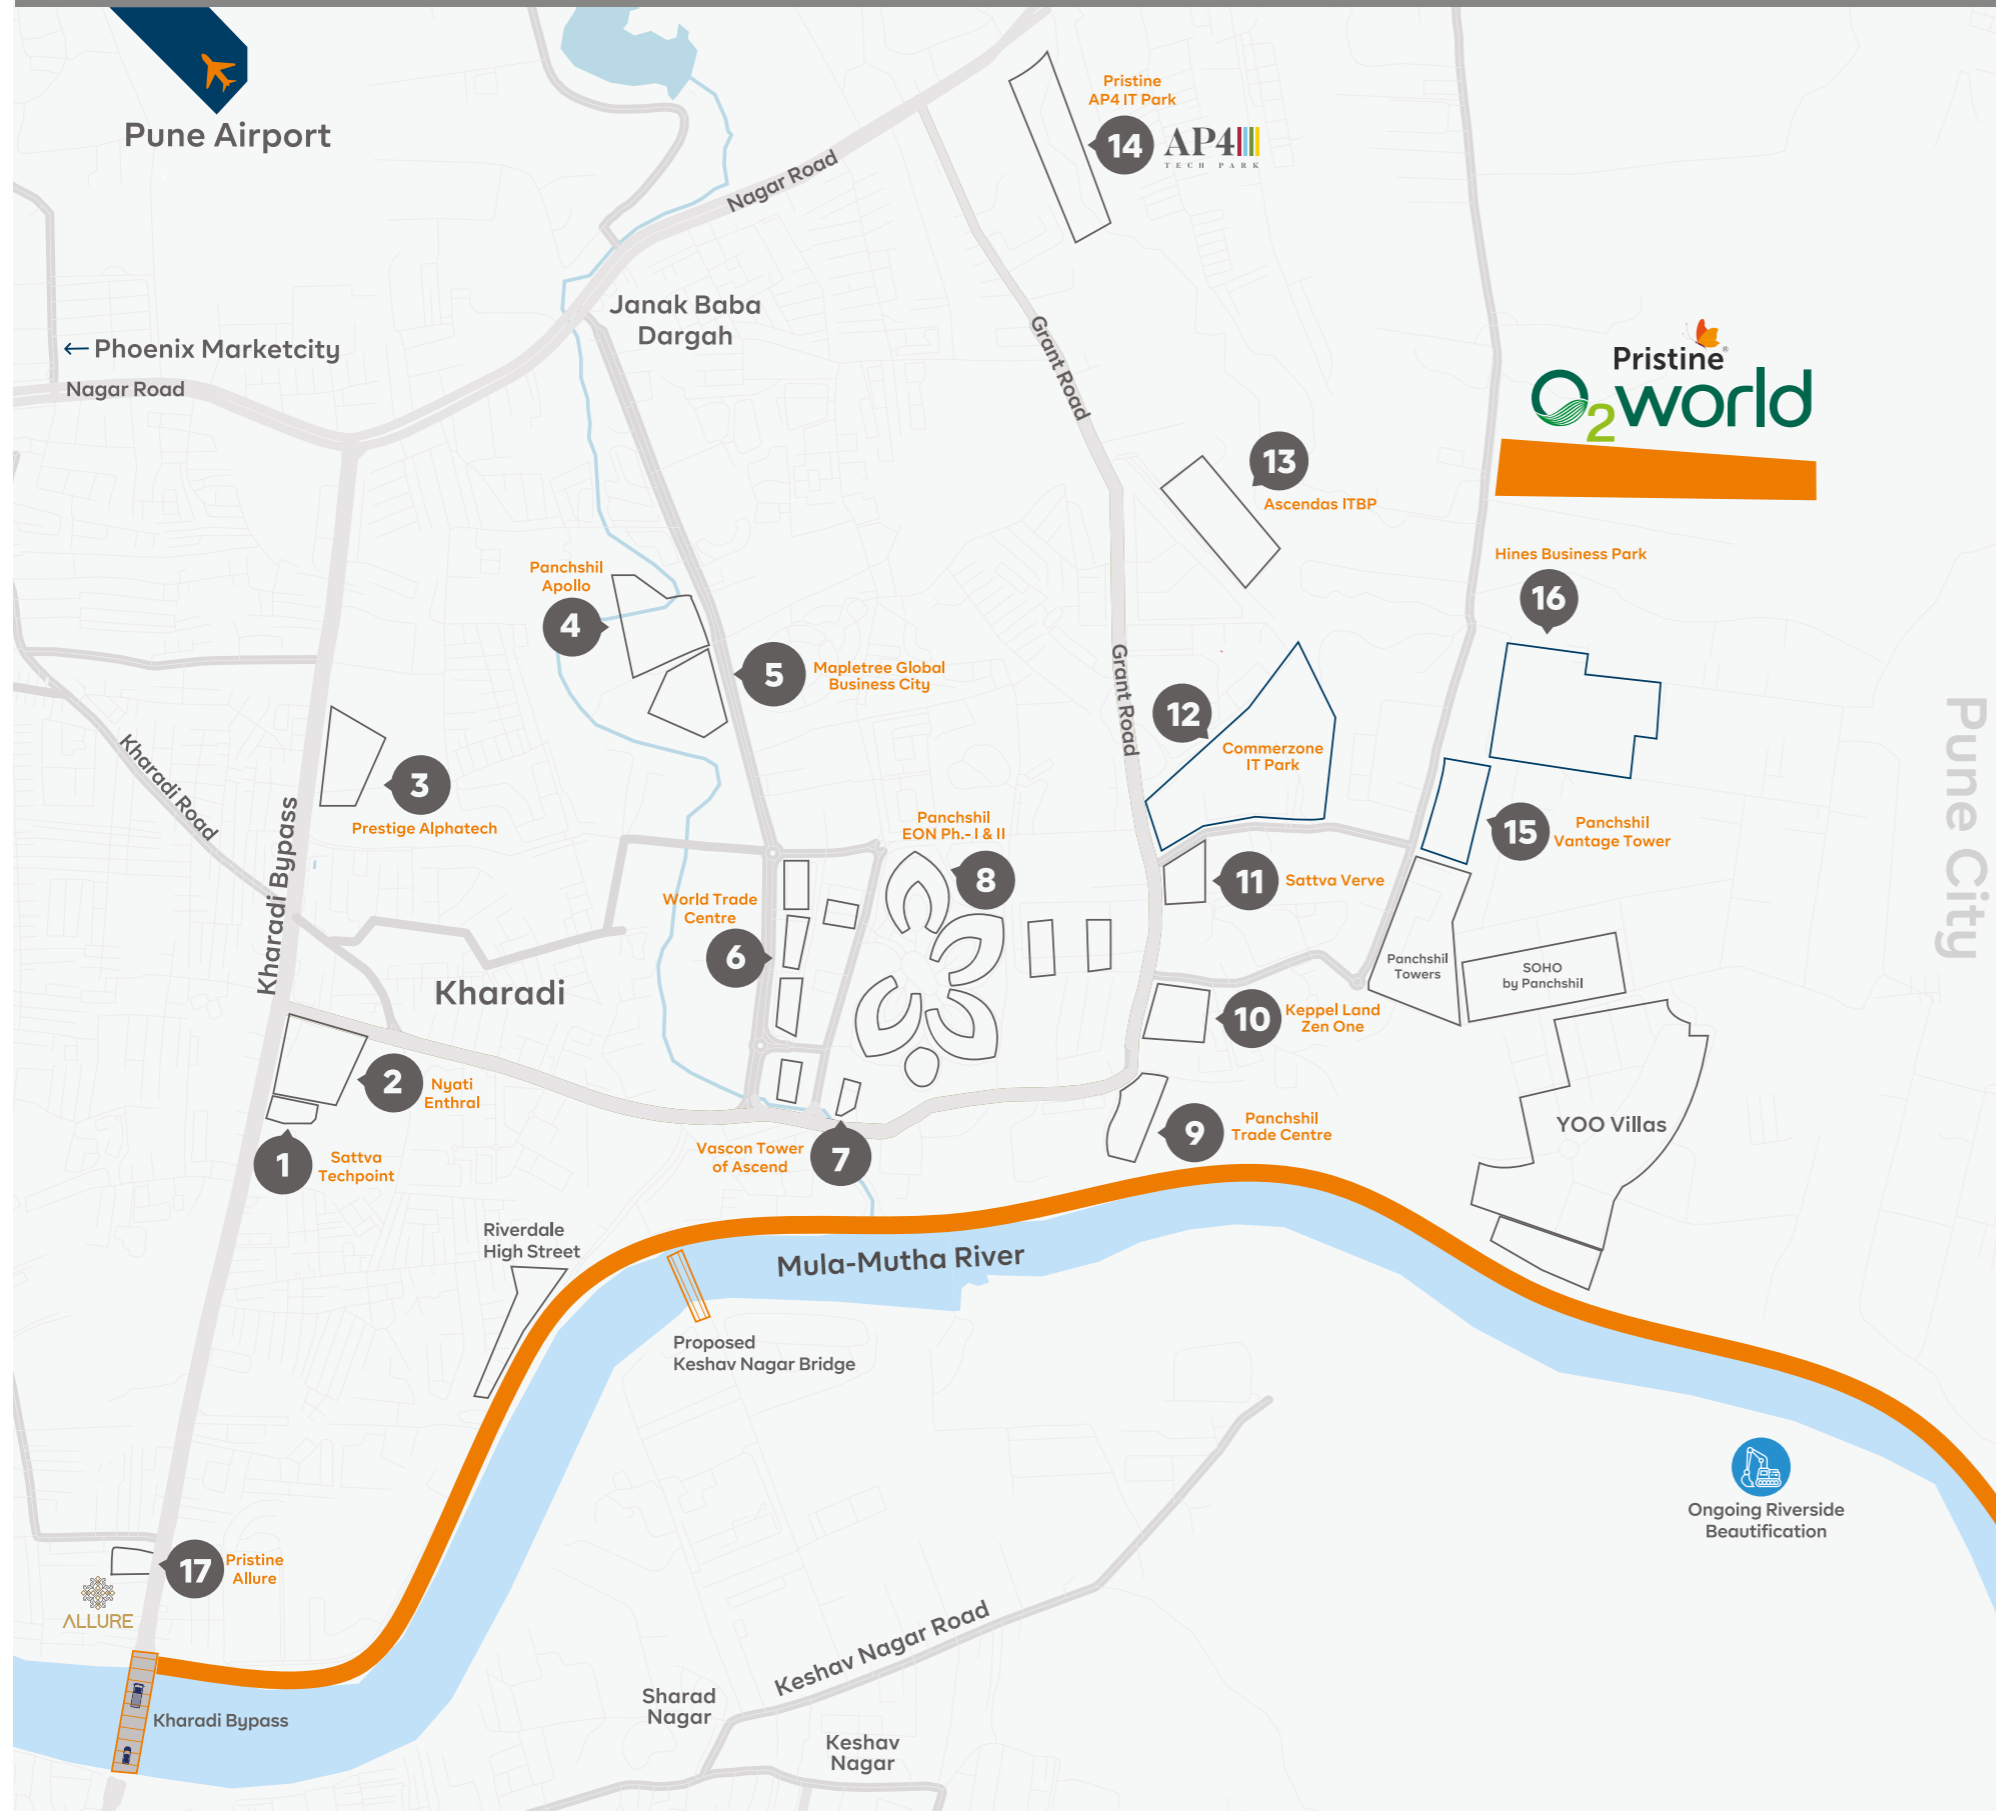 Pune Airport
Pristine
AP4 IT Park
14
AP4
TECH PARK
Nagar Road
Janak Baba
Dargah
← Phoenix Marketcity
Nagar Road
Grant Road
Pristine®
O2world
13
Ascendas ITBP
Hines Business Park
16
Panchshil
Apollo
4
5
Mapletree Global
Business City
Grant Road
12
Commerzone
IT Park
Pune City
Kharadi Road
Kharadi Bypass
3
Prestige Alphatech
Panchshil
EON Ph.- I & II
8
15
Panchshil
Vantage Tower
11
Sattva Verve
World Trade
Centre
6
Kharadi
Panchshil
Towers
SOHO
by Panchshil
10
Keppel Land
Zen One
2
Nyati
Enthral
1
Sattva
Techpoint
Vascon Tower
of Ascend
7
9
Panchshil
Trade Centre
YOO Villas
Riverdale
High Street
Mula-Mutha River
Proposed
Keshav Nagar Bridge
Ongoing Riverside
Beautification
17
Pristine
Allure
ALLURE
Kharadi Bypass
Keshav Nagar Road
Sharad
Nagar
Keshav
Nagar